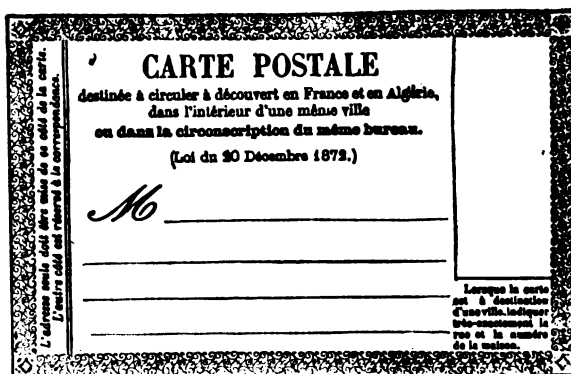 CARTE POSTALE
destinée à circuler à découvert en France et en Algérie,
dans l'intérieur d'une même ville
ou dans la circonscription du même bureau.
(Loi du 20 Décembre 1872.)
M
L'adresse seule doit être mise de ce côté de la carte.
L'autre côté est réservé à la correspondance.
Lorsque la carte
est à destination
d'une ville, indiquer
très-exactement la
rue et le numéro
de la maison.